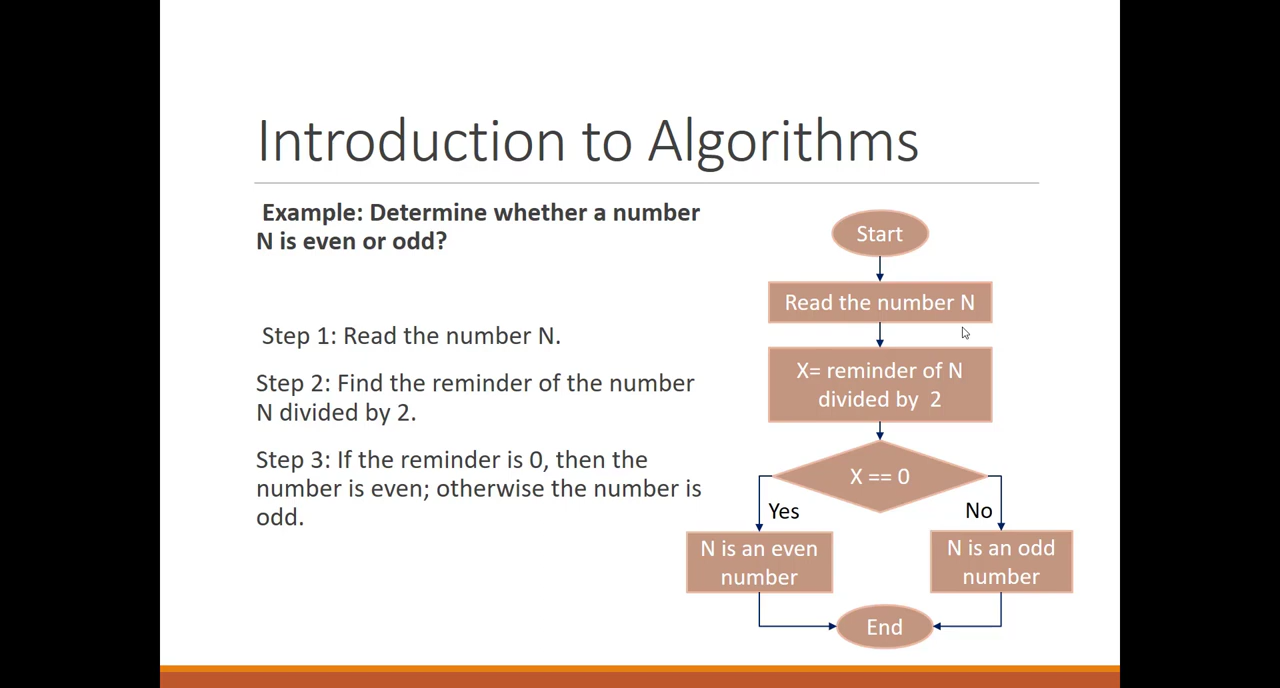 Introduction to Algorithms
Example: Determine whether a number
N is even or odd?
Step 1: Read the number N.
Step 2: Find the reminder of the number
N divided by 2.
Step 3: If the reminder is 0, then the
number is even; otherwise the number is
odd.
Start
Read the number N
X= reminder of N
divided by 2
X == 0
Yes
No
N is an even
number
N is an odd
number
End